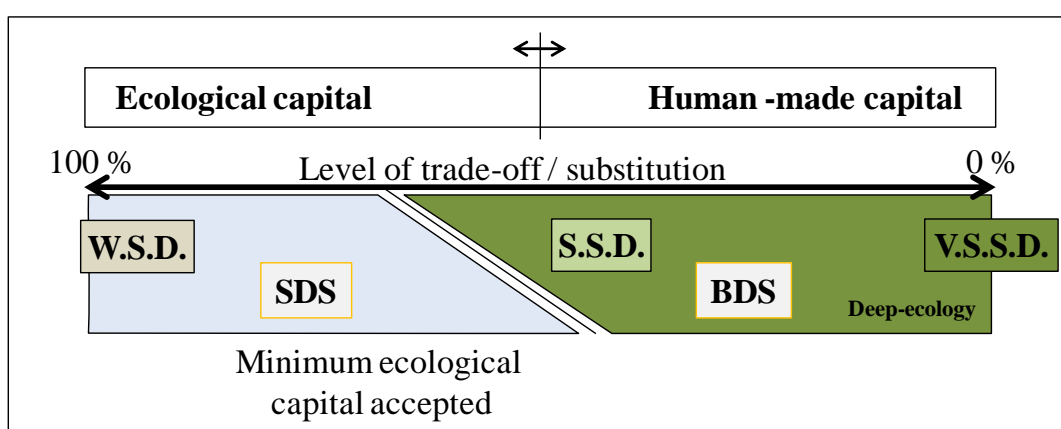 Ecological capital
Human -made capital
100 %
Level of trade-off / substitution
0 %
W.S.D.
S.S.D.
V.S.S.D.
SDS
BDS
Deep-ecology
Minimum ecological
capital accepted